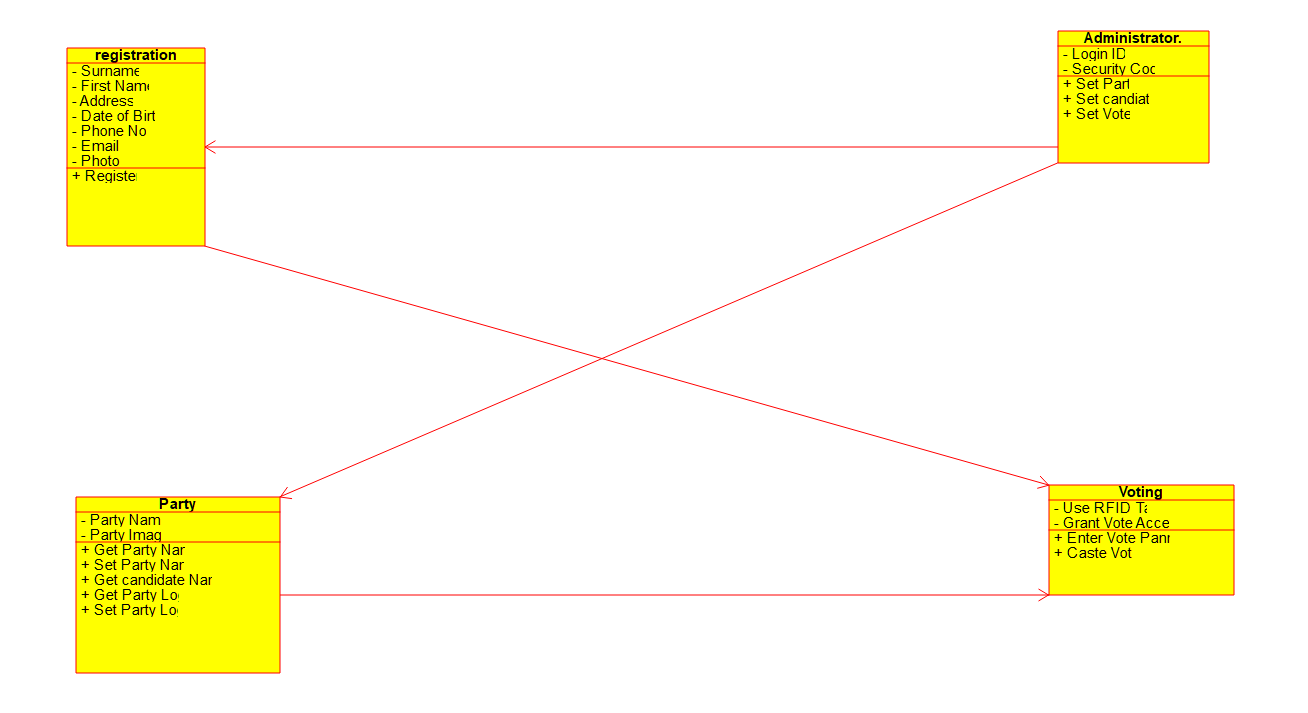 registration
- Surname
- First Name
- Address
- Date of Birt
- Phone No
- Email
- Photo
+ Register
Administrator.
- Login ID
- Security Coc
+ Set Part
+ Set candiat
+ Set Vote
Party
- Party Nam
- Party Imag
+ Get Party Nar
+ Set Party Nar
+ Get candidate Nar
+ Get Party Lo
+ Set Party Lo
Voting
- Use RFID Ta
- Grant Vote Acce
+ Enter Vote Panr
+ Caste Vot